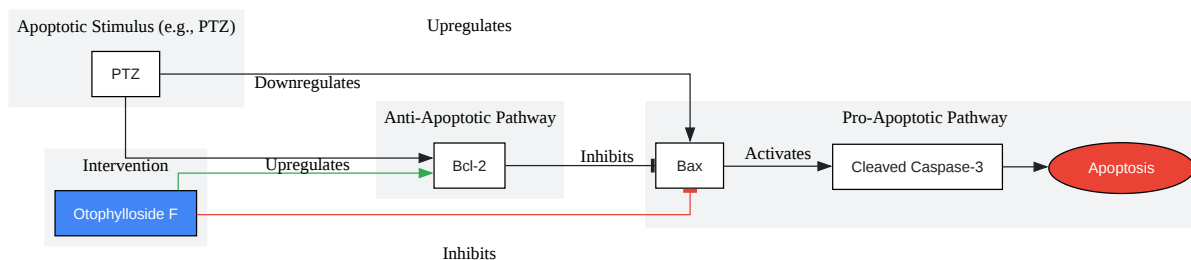 Apoptotic Stimulus (e.g., PTZ)
Upregulates
PTZ
Downregulates
Anti-Apoptotic Pathway
Pro-Apoptotic Pathway
Intervention
Upregulates
Bcl-2
Inhibits
Bax
Activates
Cleaved Caspase-3
Apoptosis
Otophylloside F
Inhibits